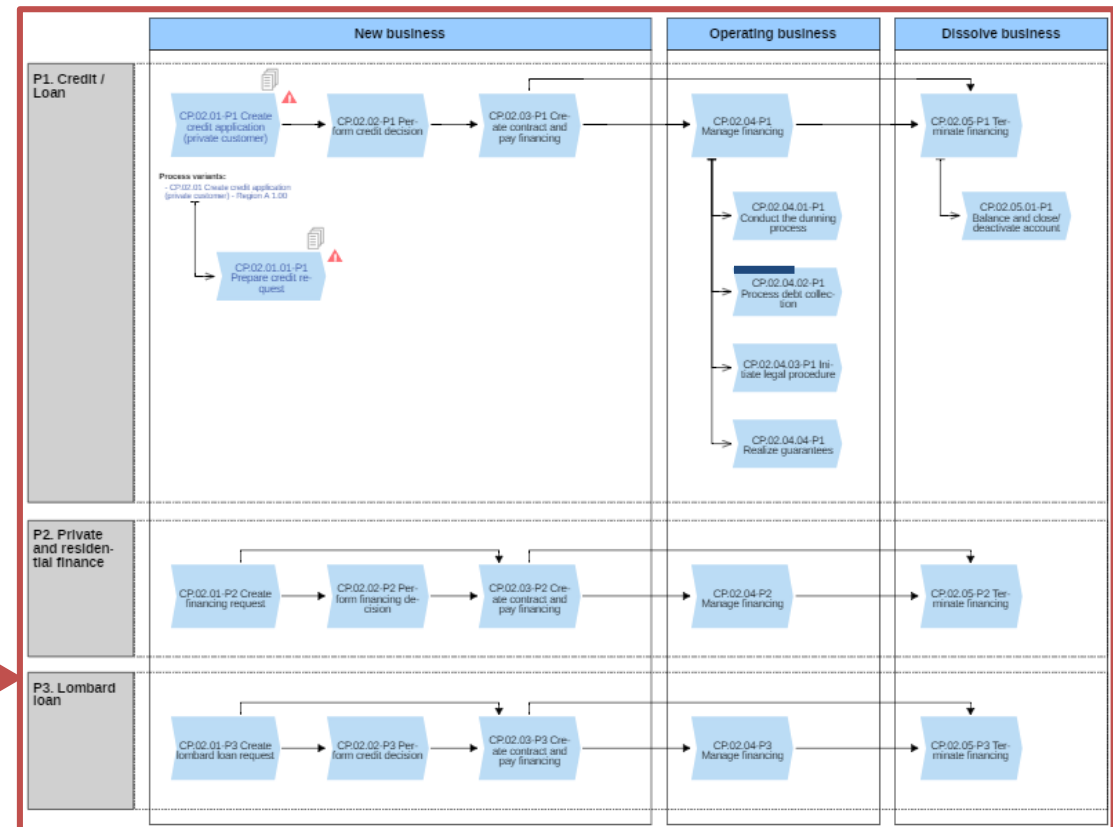 New business
Operating business
Dissolve business
P1. Credit /
Loan
CP.02.01-P1 Create
credit application
(private customer)
CP.02.02-P1 Per-
form credit decision
CP.02.03-P1 Cre-
ate contract and
pay financing
CP.02.04-P1
Manage financing
CP.02.05-P1 Ter-
minate financing
Process variants:
- CP.02.01 Create credit application
(private customer) - Region A 1.00
CP.02.01.01-P1
Prepare credit re-
quest
CP.02.04.01-P1
Conduct the dunning
process
CP.02.04.02-P1
Process debt collec-
tion
CP.02.04.03-P1 Ini-
tiate legal procedure
CP.02.04.04-P1
Realize guarantees
CP.02.05.01-P1
Balance and close/
deactivate account
P2. Private
and residen-
tial finance
CP.02.01-P2 Create
financing request
CP.02.02-P2 Per-
form financing de-
cision
CP.02.03-P2 Cre-
ate contract and
pay financing
CP.02.04-P2
Manage financing
CP.02.05-P2 Ter-
minate financing
P3. Lombard
loan
CP.02.01-P3 Create
lombard loan request
CP.02.02-P3 Per-
form credit decision
CP.02.03-P3 Cre-
ate contract and
pay financing
CP.02.04-P3
Manage financing
CP.02.05-P3 Ter-
minate financing